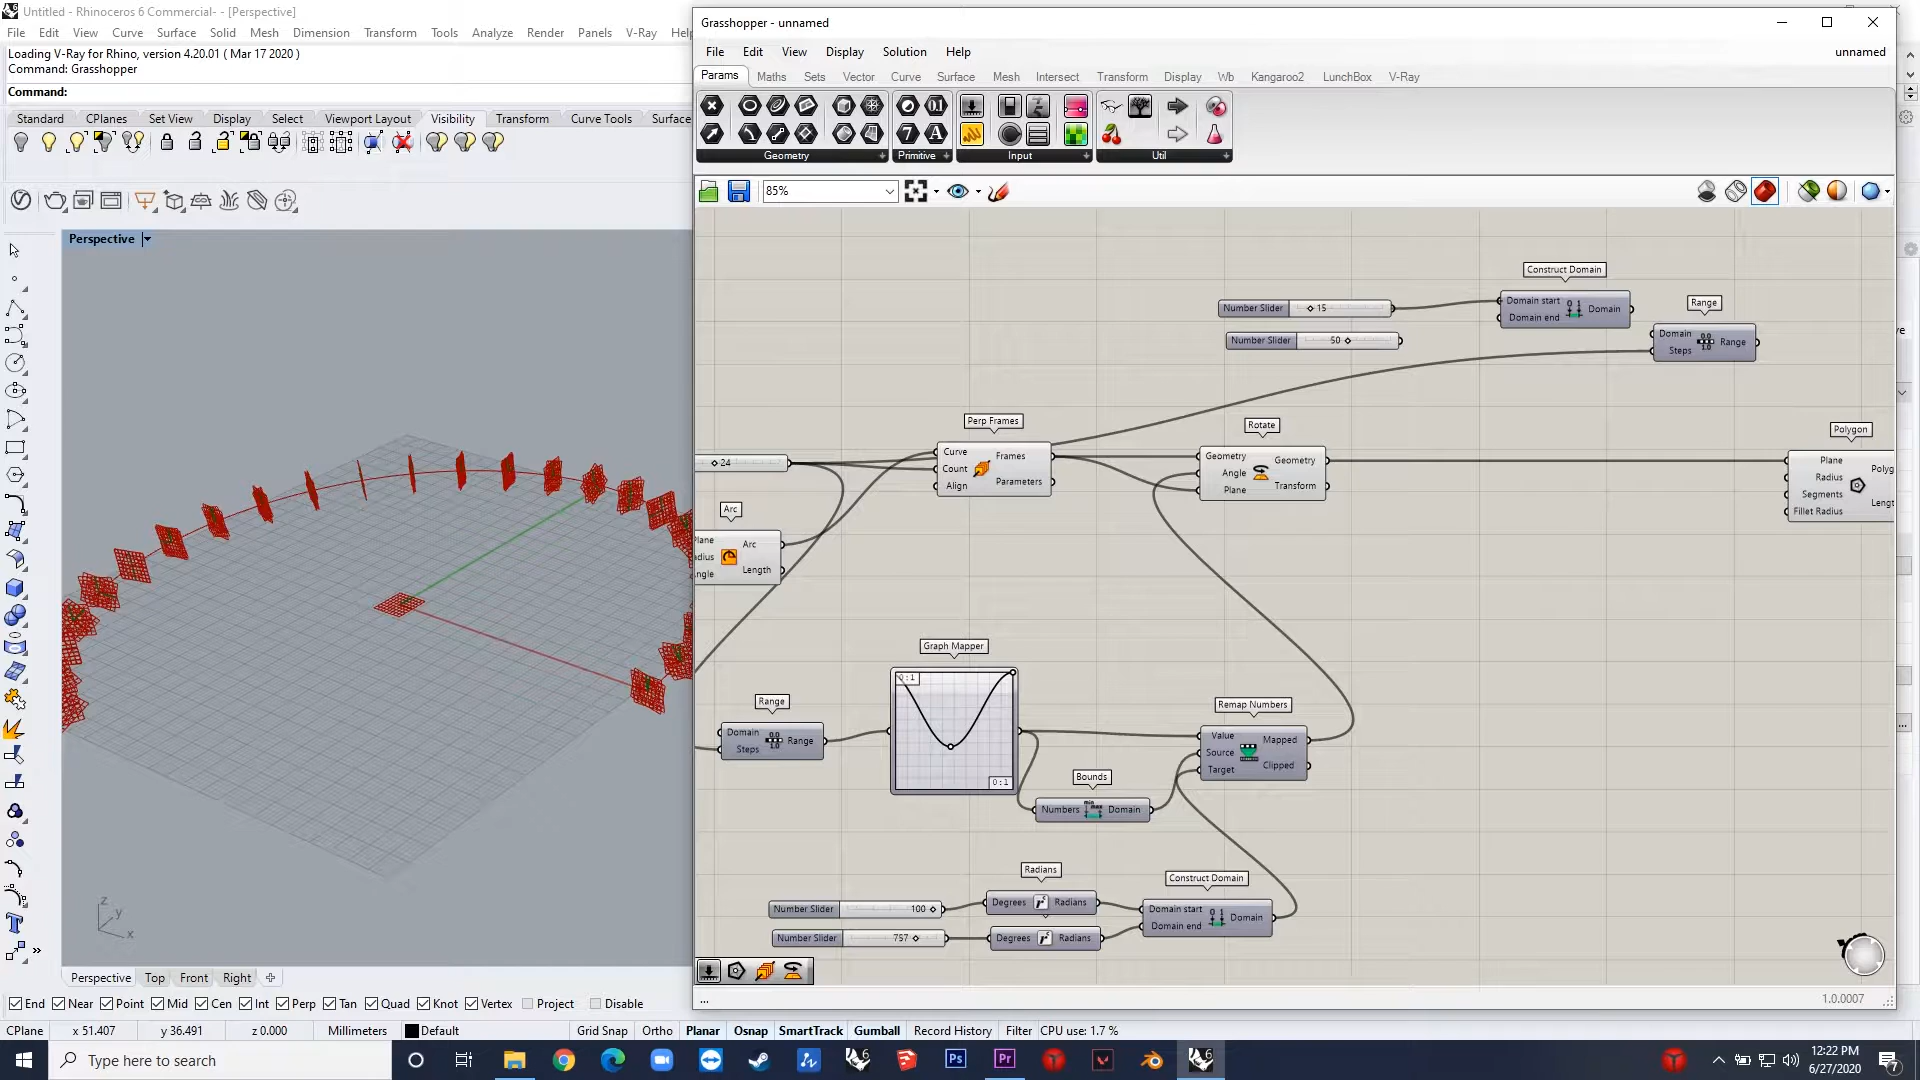 Untitled - Rhinoceros 6 Commercial- - [Perspective]
File Edit View Curve Surface Solid Mesh Dimension Transform Tools Analyze Render Panels V-Ray Help
Loading V-Ray for Rhino, version 4.20.01 ( Mar 17 2020 )
Command: Grasshopper
Command:
Standard CPlanes Set View Display Select Viewport Layout Visibility Transform Curve Tools Surface
Perspective
z
y
x
Perspective Top Front Right
End Near Point Mid Cen Int Perp Tan Quad Knot Vertex Project Disable
CPlane x 51.407 y 36.491 z 0.000 Millimeters Default Grid Snap Ortho Planar Osnap SmartTrack Gumball Record History Filter CPU use: 1.7 %
Grasshopper - unnamed
File Edit View Display Solution Help unnamed
Params Maths Sets Vector Curve Surface Mesh Intersect Transform Display Wb Kangaroo2 LunchBox V-Ray
Geometry Primitive Input Util
85%
Construct Domain
Number Slider 15
Domain start
Domain end
Domain
Range
Number Slider 50
Domain
Steps
Range
Perp Frames
Curve
Count
Align
Frames
Parameters
24
Rotate
Geometry
Angle
Plane
Geometry
Transform
Polygon
Plane
Radius
Segments
Fillet Radius
Polyg
Lengt
Arc
Plane
adius
ngle
Arc
Length
Graph Mapper
0:1
0:1
Range
Domain
Steps
Range
Remap Numbers
Value
Source
Target
Mapped
Clipped
Bounds
Numbers
min
max
Domain
Radians
Construct Domain
Number Slider 100
Degrees Radians
Domain start
Domain end
Domain
Number Slider 757
Degrees Radians
...
1.0.0007
Type here to search
12:22 PM
6/27/2020